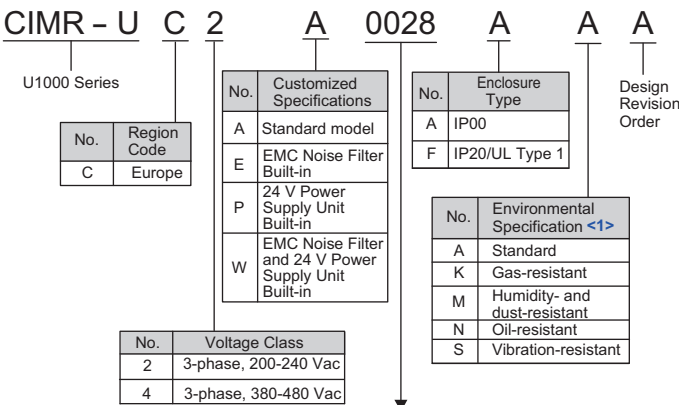 CIMR – U C 2 A 0028 A A A
U1000 Series
No. Region Code
C Europe
No. Voltage Class
2 3-phase, 200-240 Vac
4 3-phase, 380-480 Vac
No. Customized Specifications
A Standard model
E EMC Noise Filter Built-in
P 24 V Power Supply Unit Built-in
W EMC Noise Filter and 24 V Power Supply Unit Built-in
No. Enclosure Type
A IP00
F IP20/UL Type 1
No. Environmental Specification <1>
A Standard
K Gas-resistant
M Humidity- and dust-resistant
N Oil-resistant
S Vibration-resistant
Design
Revision
Order